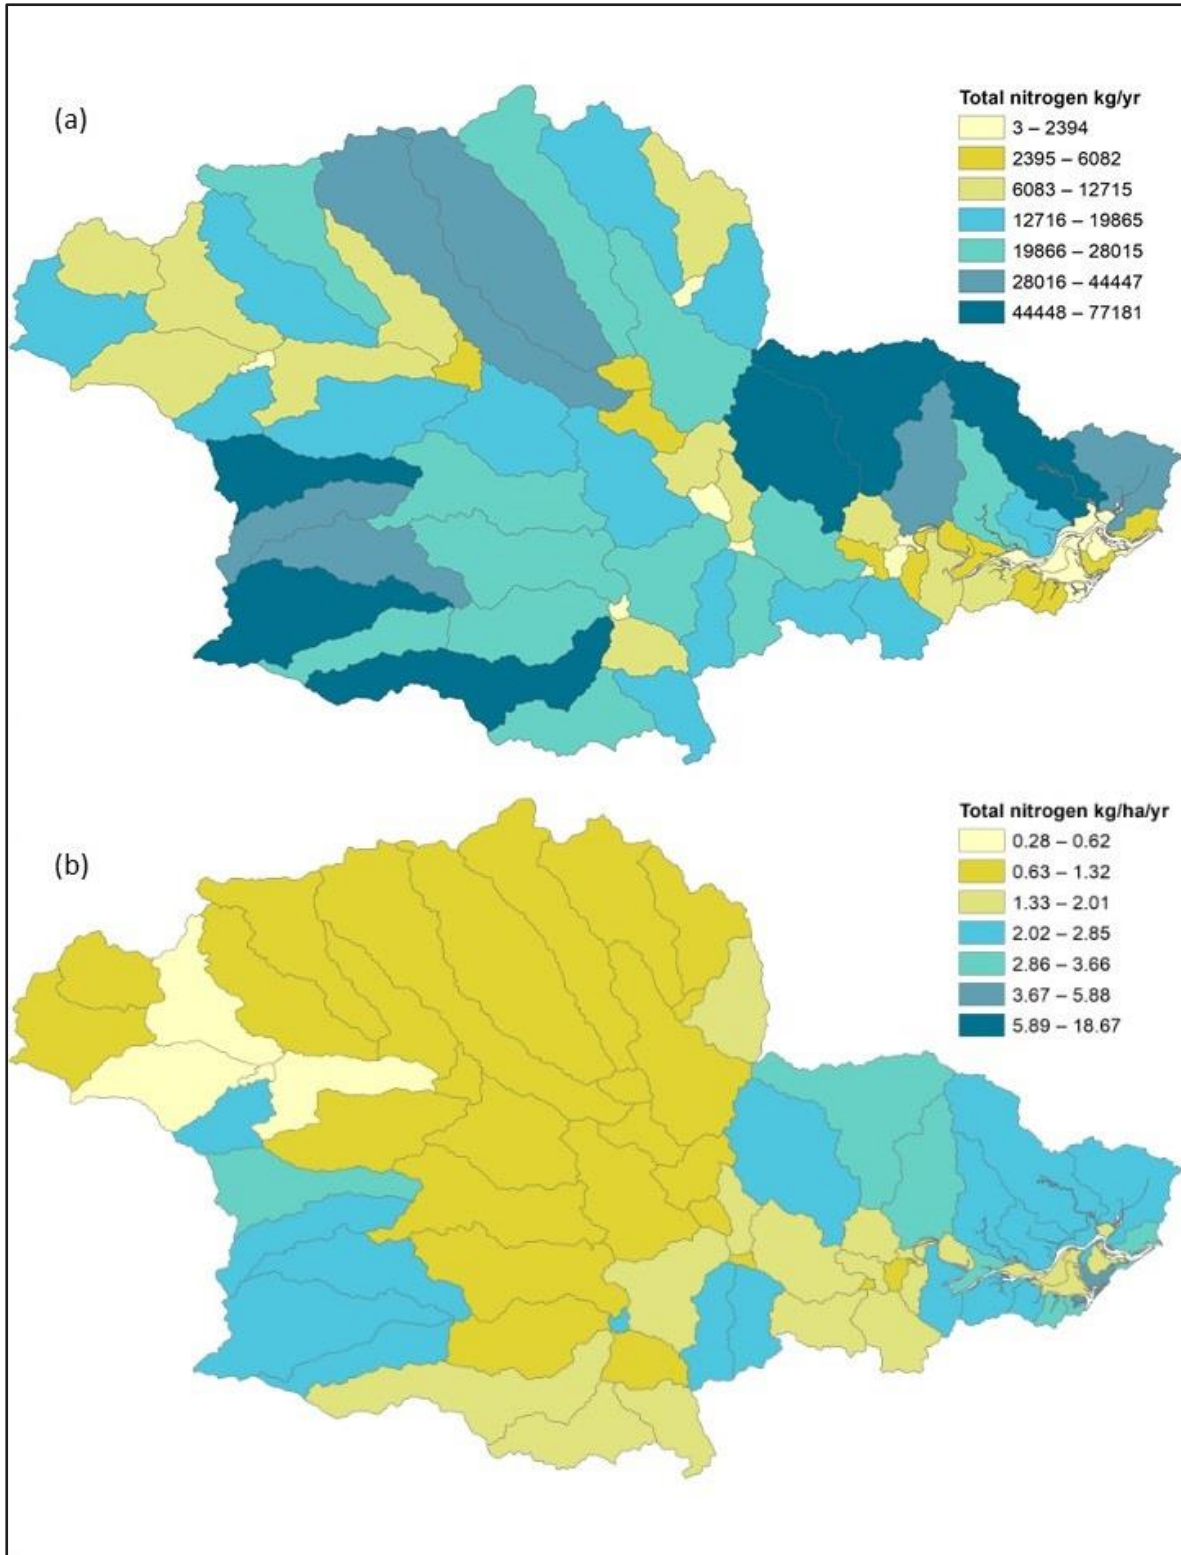 (a)
Total nitrogen kg/yr
3 – 2394
2395 – 6082
6083 – 12715
12716 – 19865
19866 – 28015
28016 – 44447
44448 – 77181
(b)
Total nitrogen kg/ha/yr
0.28 – 0.62
0.63 – 1.32
1.33 – 2.01
2.02 – 2.85
2.86 – 3.66
3.67 – 5.88
5.89 – 18.67